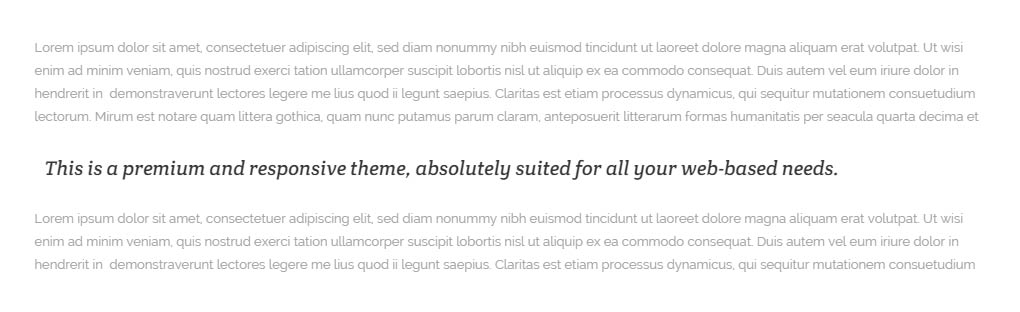 Lorem ipsum dolor sit amet, consectetuer adipiscing elit, sed diam nonummy nibh euismod tincidunt ut laoreet dolore magna aliquam erat volutpat. Ut wisi
enim ad minim veniam, quis nostrud exerci tation ullamcorper suscipit lobortis nisl ut aliquip ex ea commodo consequat. Duis autem vel eum iriure dolor in
hendrerit in  demonstraverunt lectores legere me lius quod ii legunt saepius. Claritas est etiam processus dynamicus, qui sequitur mutationem consuetudium
lectorum. Mirum est notare quam littera gothica, quam nunc putamus parum claram, anteposuerit litterarum formas humanitatis per seacula quarta decima et
This is a premium and responsive theme, absolutely suited for all your web-based needs.
Lorem ipsum dolor sit amet, consectetuer adipiscing elit, sed diam nonummy nibh euismod tincidunt ut laoreet dolore magna aliquam erat volutpat. Ut wisi
enim ad minim veniam, quis nostrud exerci tation ullamcorper suscipit lobortis nisl ut aliquip ex ea commodo consequat. Duis autem vel eum iriure dolor in
hendrerit in  demonstraverunt lectores legere me lius quod ii legunt saepius. Claritas est etiam processus dynamicus, qui sequitur mutationem consuetudium